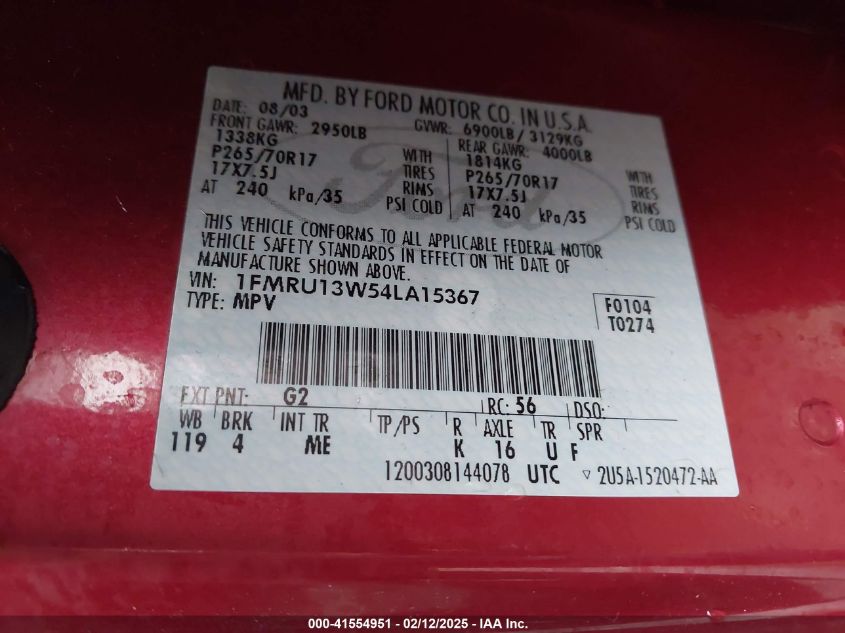 MFD. BY FORD MOTOR CO. IN U.S.A.
DATE: 08/03 GVWR: 6900LB / 3129KG
FRONT GAWR: 2950LB REAR GAWR: 4000LB
1338KG WITH 1814KG WITH
P265/70R17 TIRES P265/70R17 TIRES
17X7.5J RIMS 17X7.5J RIMS
AT 240 kPa/35 PSI COLD AT 240 kPa/35 PSI COLD
THIS VEHICLE CONFORMS TO ALL APPLICABLE FEDERAL MOTOR
VEHICLE SAFETY STANDARDS IN EFFECT ON THE DATE OF
MANUFACTURE SHOWN ABOVE.
VIN: 1FMRU13W54LA15367 F0104
TYPE: MPV T0274
EXT PNT: G2 RC: 56 DSO:
WB BRK INT TR TP/PS R AXLE TR SPR
119 4 ME K 16 U F
1200308144078 UTC ▽ 2U5A-1520472-AA
Ford
000-41554951 - 02/12/2025 - IAA Inc.